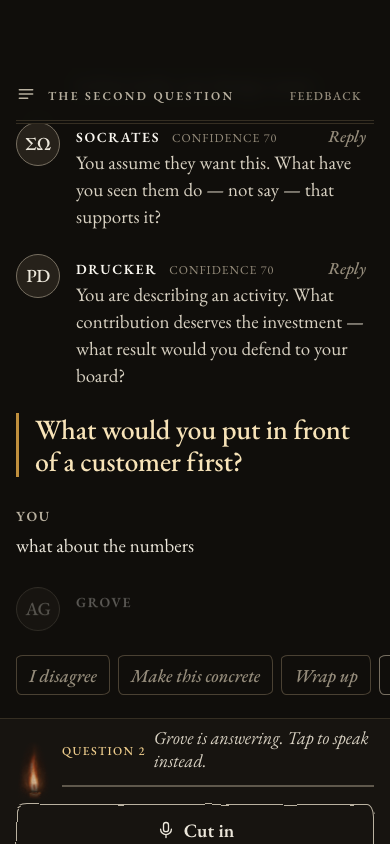 THE SECOND QUESTION FEEDBACK
ΣΩ SOCRATES CONFIDENCE 70 Reply
You assume they want this. What have
you seen them do — not say — that
supports it?
PD DRUCKER CONFIDENCE 70 Reply
You are describing an activity. What
contribution deserves the investment —
what result would you defend to your
board?
What would you put in front
of a customer first?
YOU
what about the numbers
AG GROVE
I disagree Make this concrete Wrap up
QUESTION 2 Grove is answering. Tap to speak
instead.
Cut in